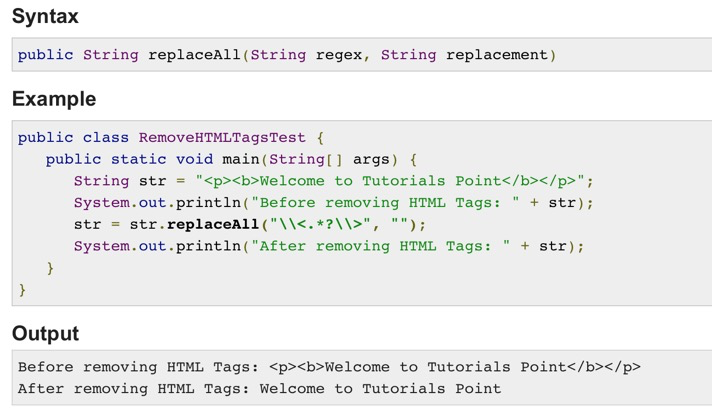 Syntax
public String replaceAll(String regex, String replacement)
Example
public class RemoveHTMLTagsTest {
   public static void main(String[] args) {
      String str = "<p><b>Welcome to Tutorials Point</b></p>";
      System.out.println("Before removing HTML Tags: " + str);
      str = str.replaceAll("\\<.*?\\>", "");
      System.out.println("After removing HTML Tags: " + str);
   }
}
Output
Before removing HTML Tags: <p><b>Welcome to Tutorials Point</b></p>
After removing HTML Tags: Welcome to Tutorials Point